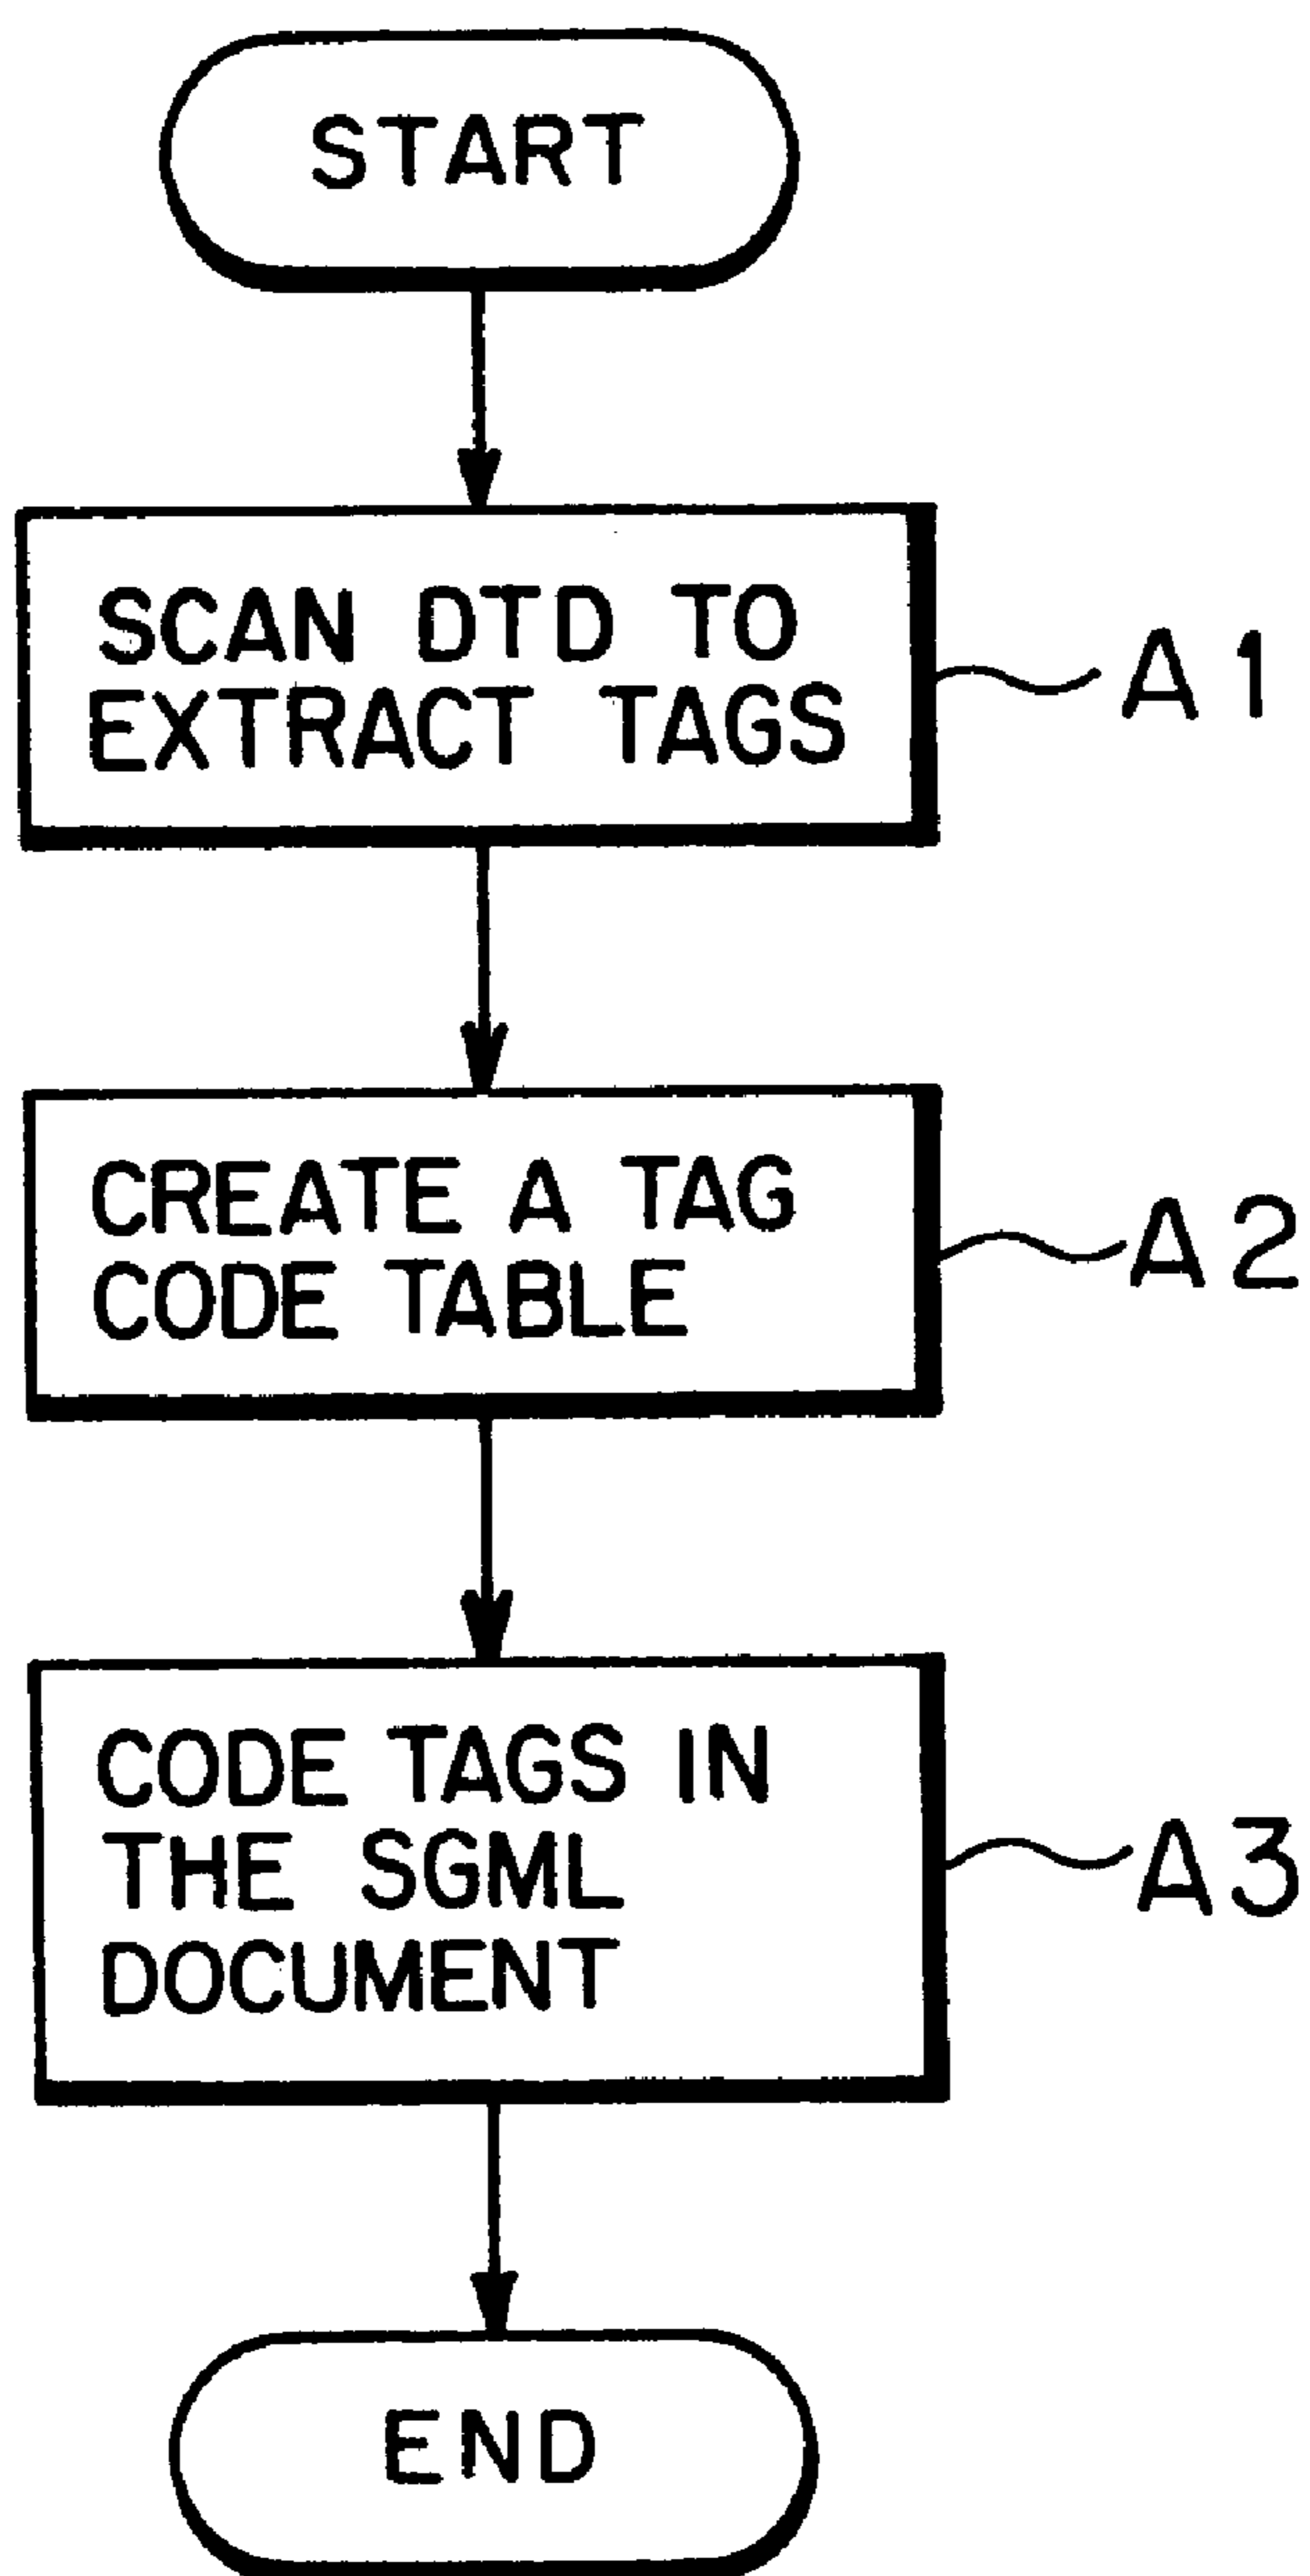 START
SCAN DTD TO
EXTRACT TAGS
A1
CREATE A TAG
CODE TABLE
A2
CODE TAGS IN
THE SGML
DOCUMENT
A3
END